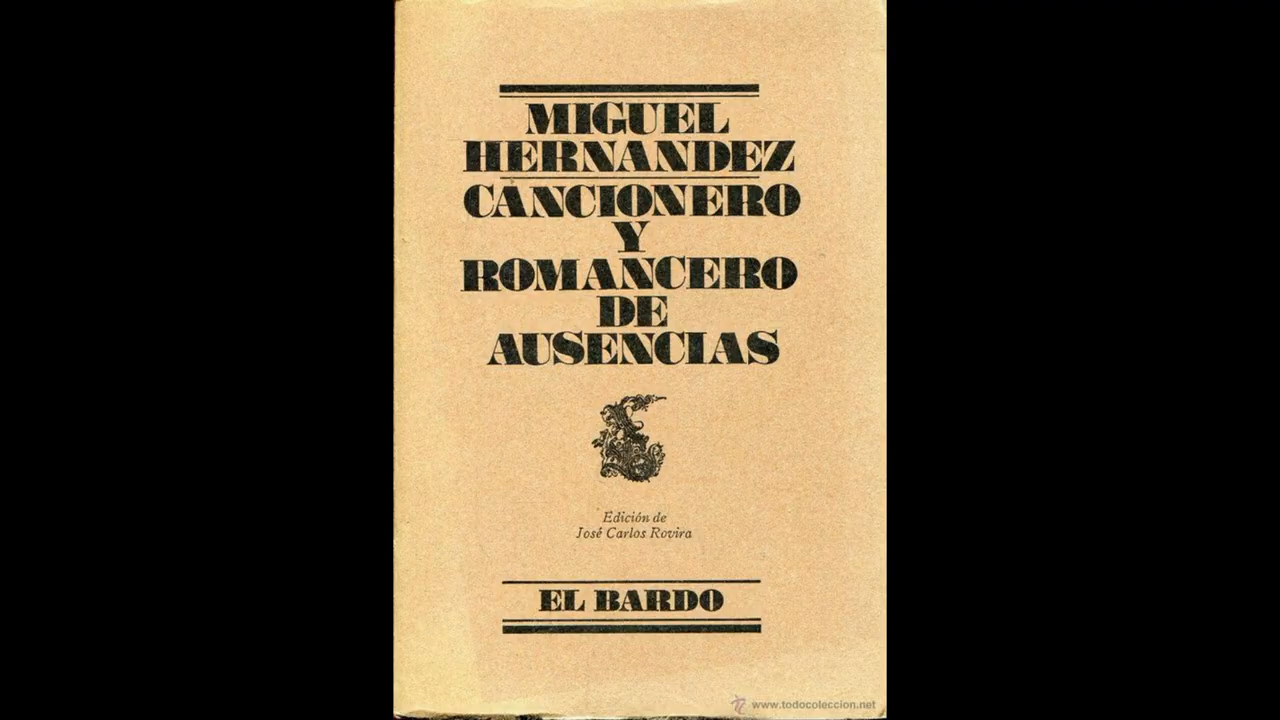 MIGUEL
HERNANDEZ
CANCIONERO
Y
ROMANCERO
DE
AUSENCIAS
Edición de
José Carlos Rovira
EL BARDO
www.todocoleccion.net